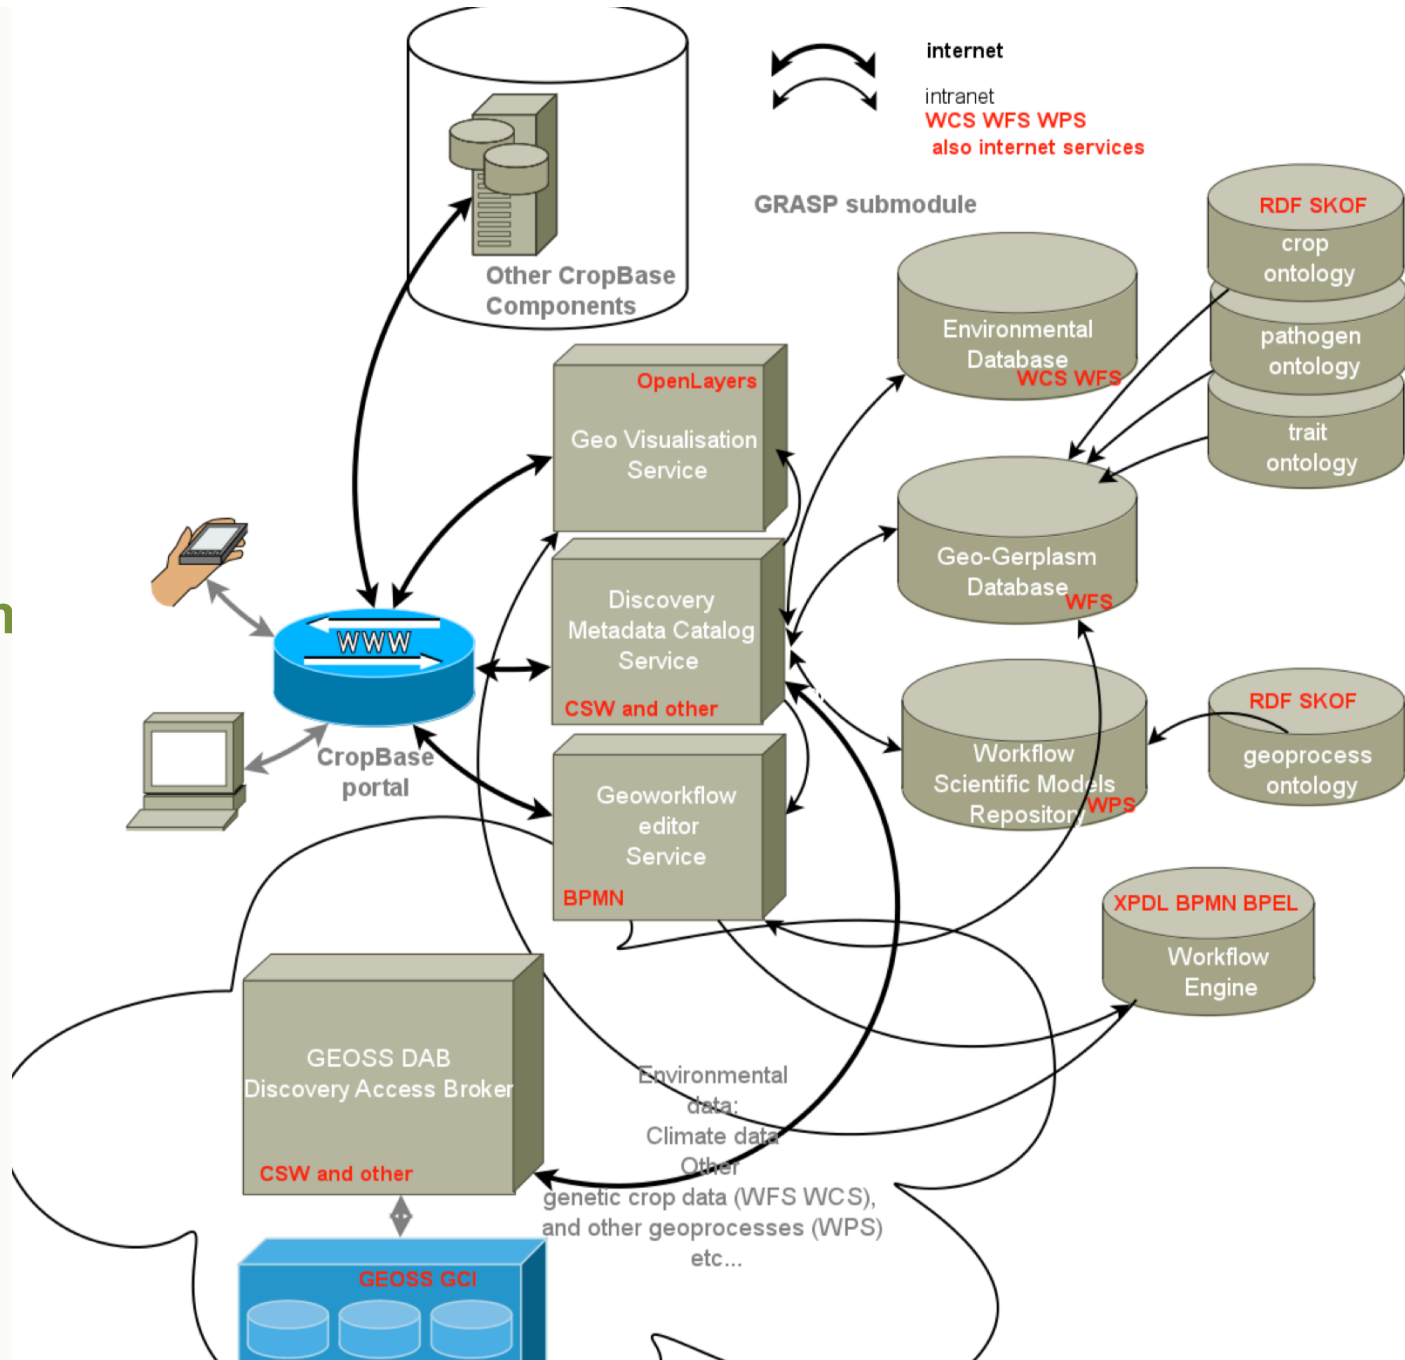 internet
intranet
WCS WFS WPS
also internet services
GRASP submodule
Other CropBase
Components
RDF SKOF
crop
ontology
pathogen
ontology
trait
ontology
Environmental
Database
WCS WFS
OpenLayers
Geo Visualisation
Service
Geo-Gerplasm
Database
WFS
Discovery
Metadata Catalog
Service
CSW and other
WWW
CropBase
portal
Workflow
Scientific Models
Repository
WPS
RDF SKOF
geoprocess
ontology
Geoworkflow
editor
Service
BPMN
XPDL BPMN BPEL
Workflow
Engine
GEOSS DAB
Discovery Access Broker
CSW and other
Environmental
data:
Climate data
Other
genetic crop data (WFS WCS),
and other geoprocesses (WPS)
etc...
GEOSS GCI